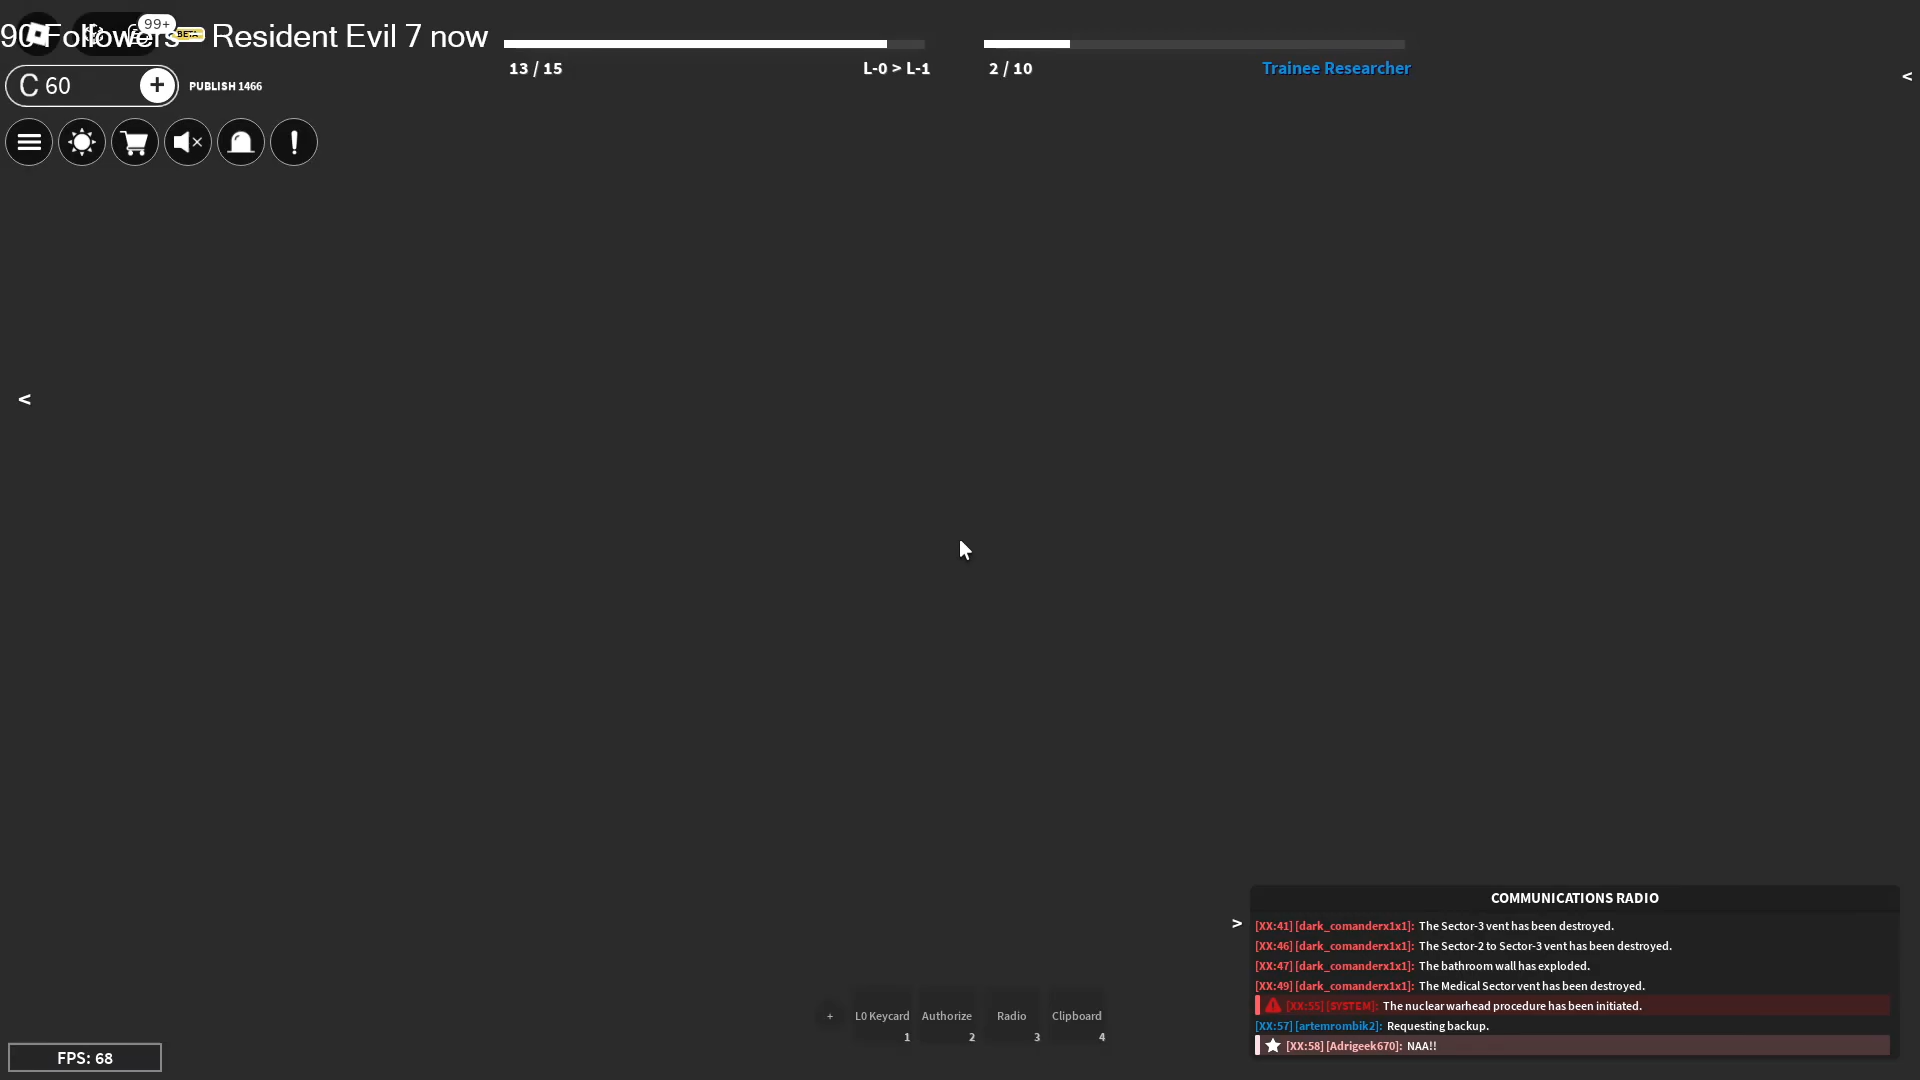 90 Followers - Resident Evil 7 now
99+
BETA
C 60 +
PUBLISH 1466
13 / 15
L-0 > L-1
2 / 10
Trainee Researcher
<
<
COMMUNICATIONS RADIO
>
[XX:41] [dark_comanderx1x1]: The Sector-3 vent has been destroyed.
[XX:46] [dark_comanderx1x1]: The Sector-2 to Sector-3 vent has been destroyed.
[XX:47] [dark_comanderx1x1]: The bathroom wall has exploded.
[XX:49] [dark_comanderx1x1]: The Medical Sector vent has been destroyed.
[XX:55] [SYSTEM]: The nuclear warhead procedure has been initiated.
[XX:57] [artemrombik2]: Requesting backup.
[XX:58] [Adrigeek670]: NAA!!
+
L0 Keycard
1
Authorize
2
Radio
3
Clipboard
4
FPS: 68